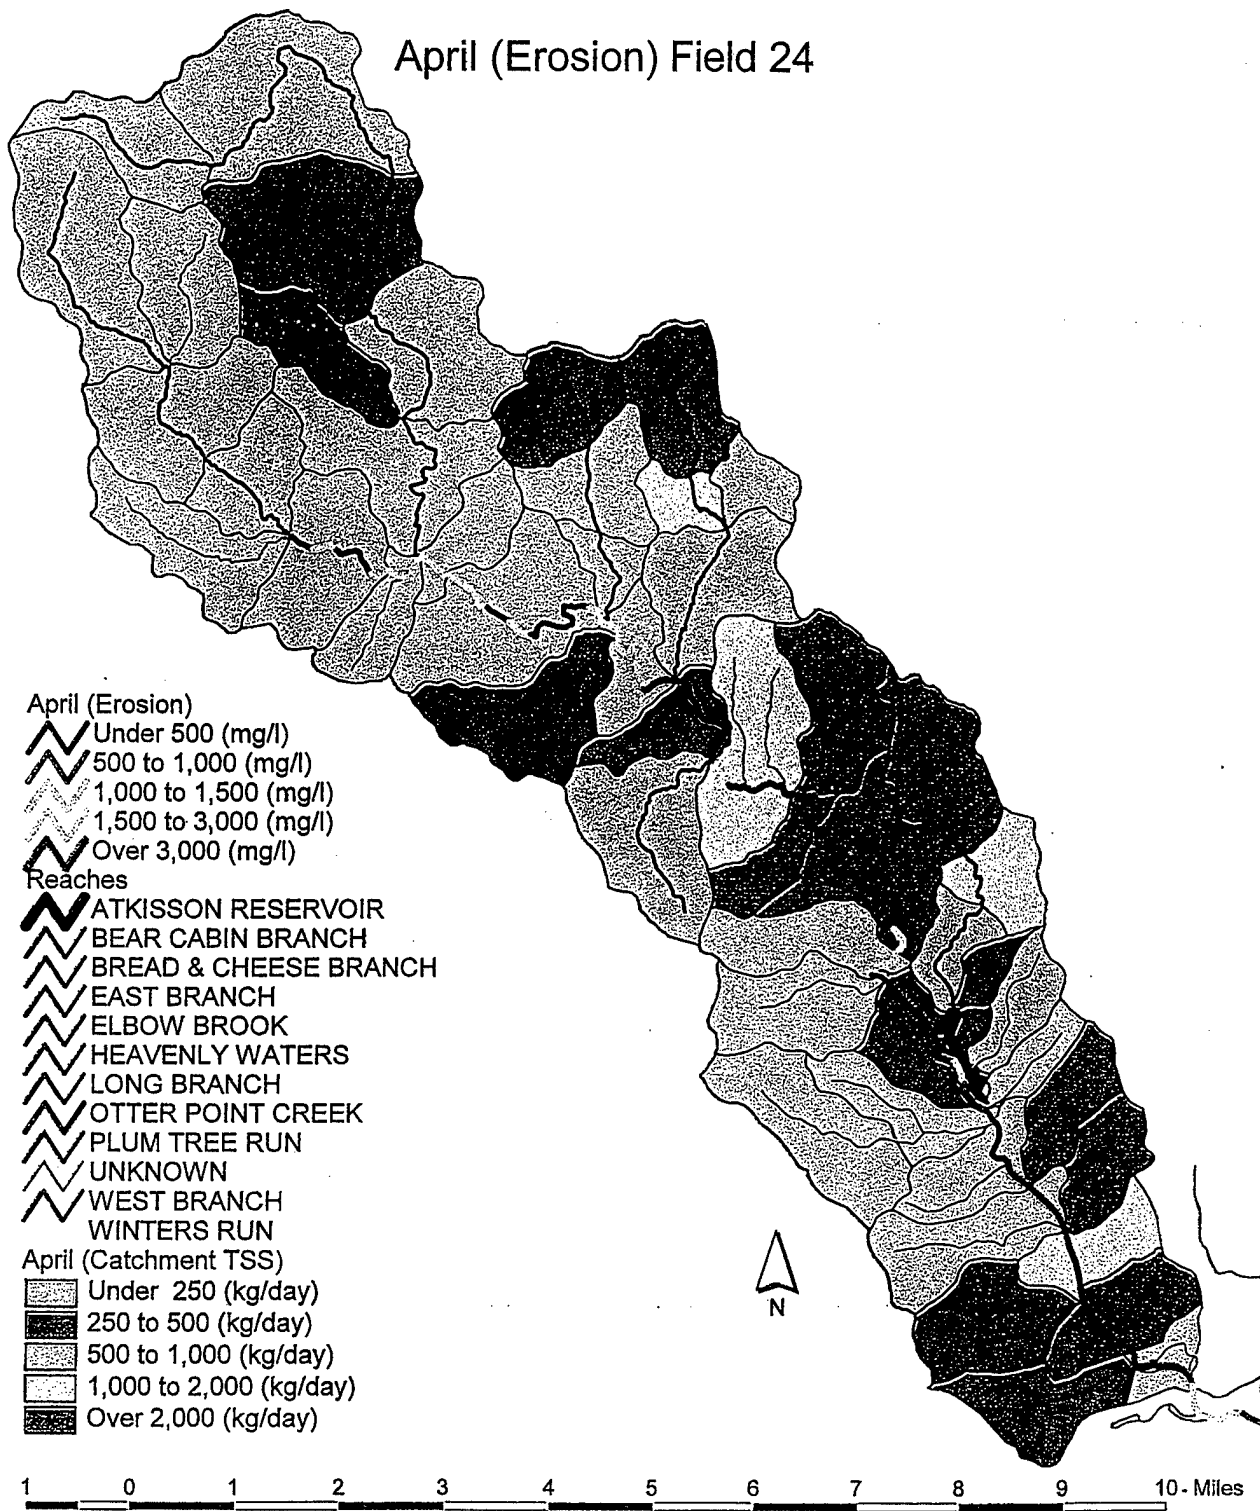 April (Erosion) Field 24
April (Erosion)
Under 500 (mg/l)
500 to 1,000 (mg/l)
1,000 to 1,500 (mg/l)
1,500 to 3,000 (mg/l)
Over 3,000 (mg/l)
Reaches
ATKISSON RESERVOIR
BEAR CABIN BRANCH
BREAD & CHEESE BRANCH
EAST BRANCH
ELBOW BROOK
HEAVENLY WATERS
LONG BRANCH
OTTER POINT CREEK
PLUM TREE RUN
UNKNOWN
WEST BRANCH
WINTERS RUN
April (Catchment TSS)
Under 250 (kg/day)
250 to 500 (kg/day)
500 to 1,000 (kg/day)
1,000 to 2,000 (kg/day)
Over 2,000 (kg/day)
N
1 0 1 2 3 4 5 6 7 8 9 10 - Miles